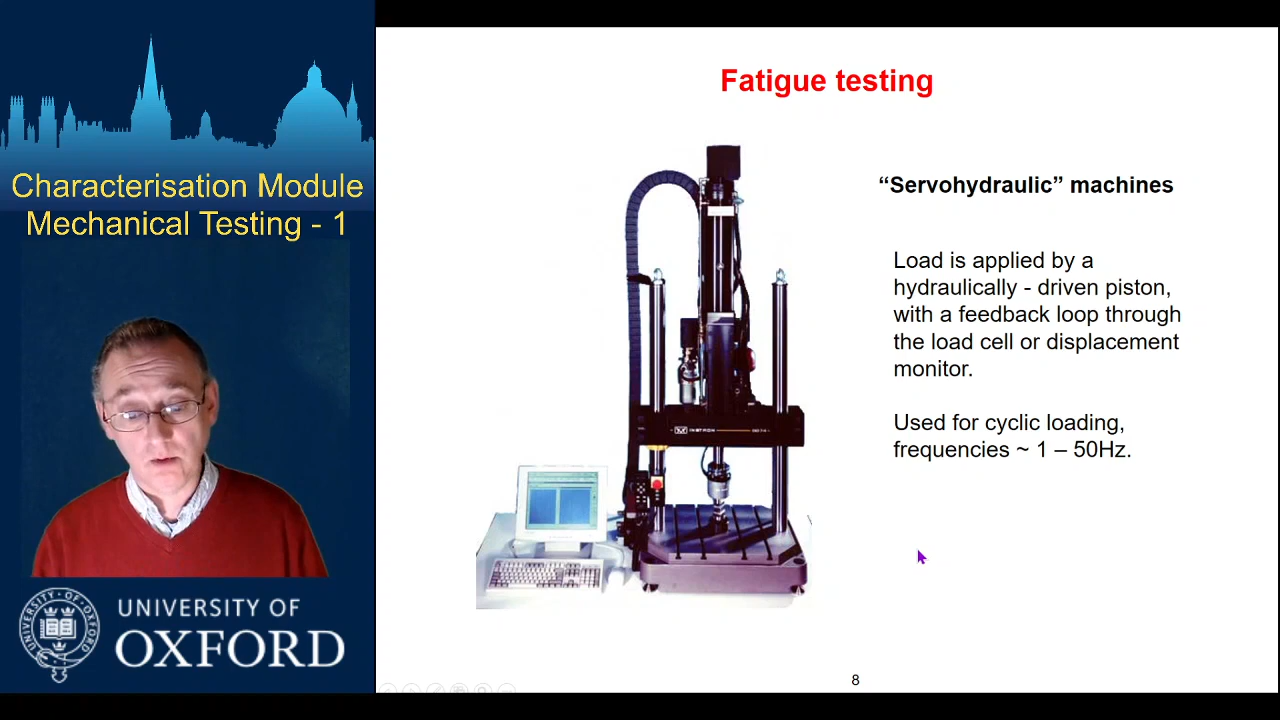 Characterisation Module
Mechanical Testing - 1
UNIVERSITY OF
OXFORD
Fatigue testing
“Servohydraulic” machines
Load is applied by a
hydraulically - driven piston,
with a feedback loop through
the load cell or displacement
monitor.
Used for cyclic loading,
frequencies ~ 1 – 50Hz.
INSTRON
8